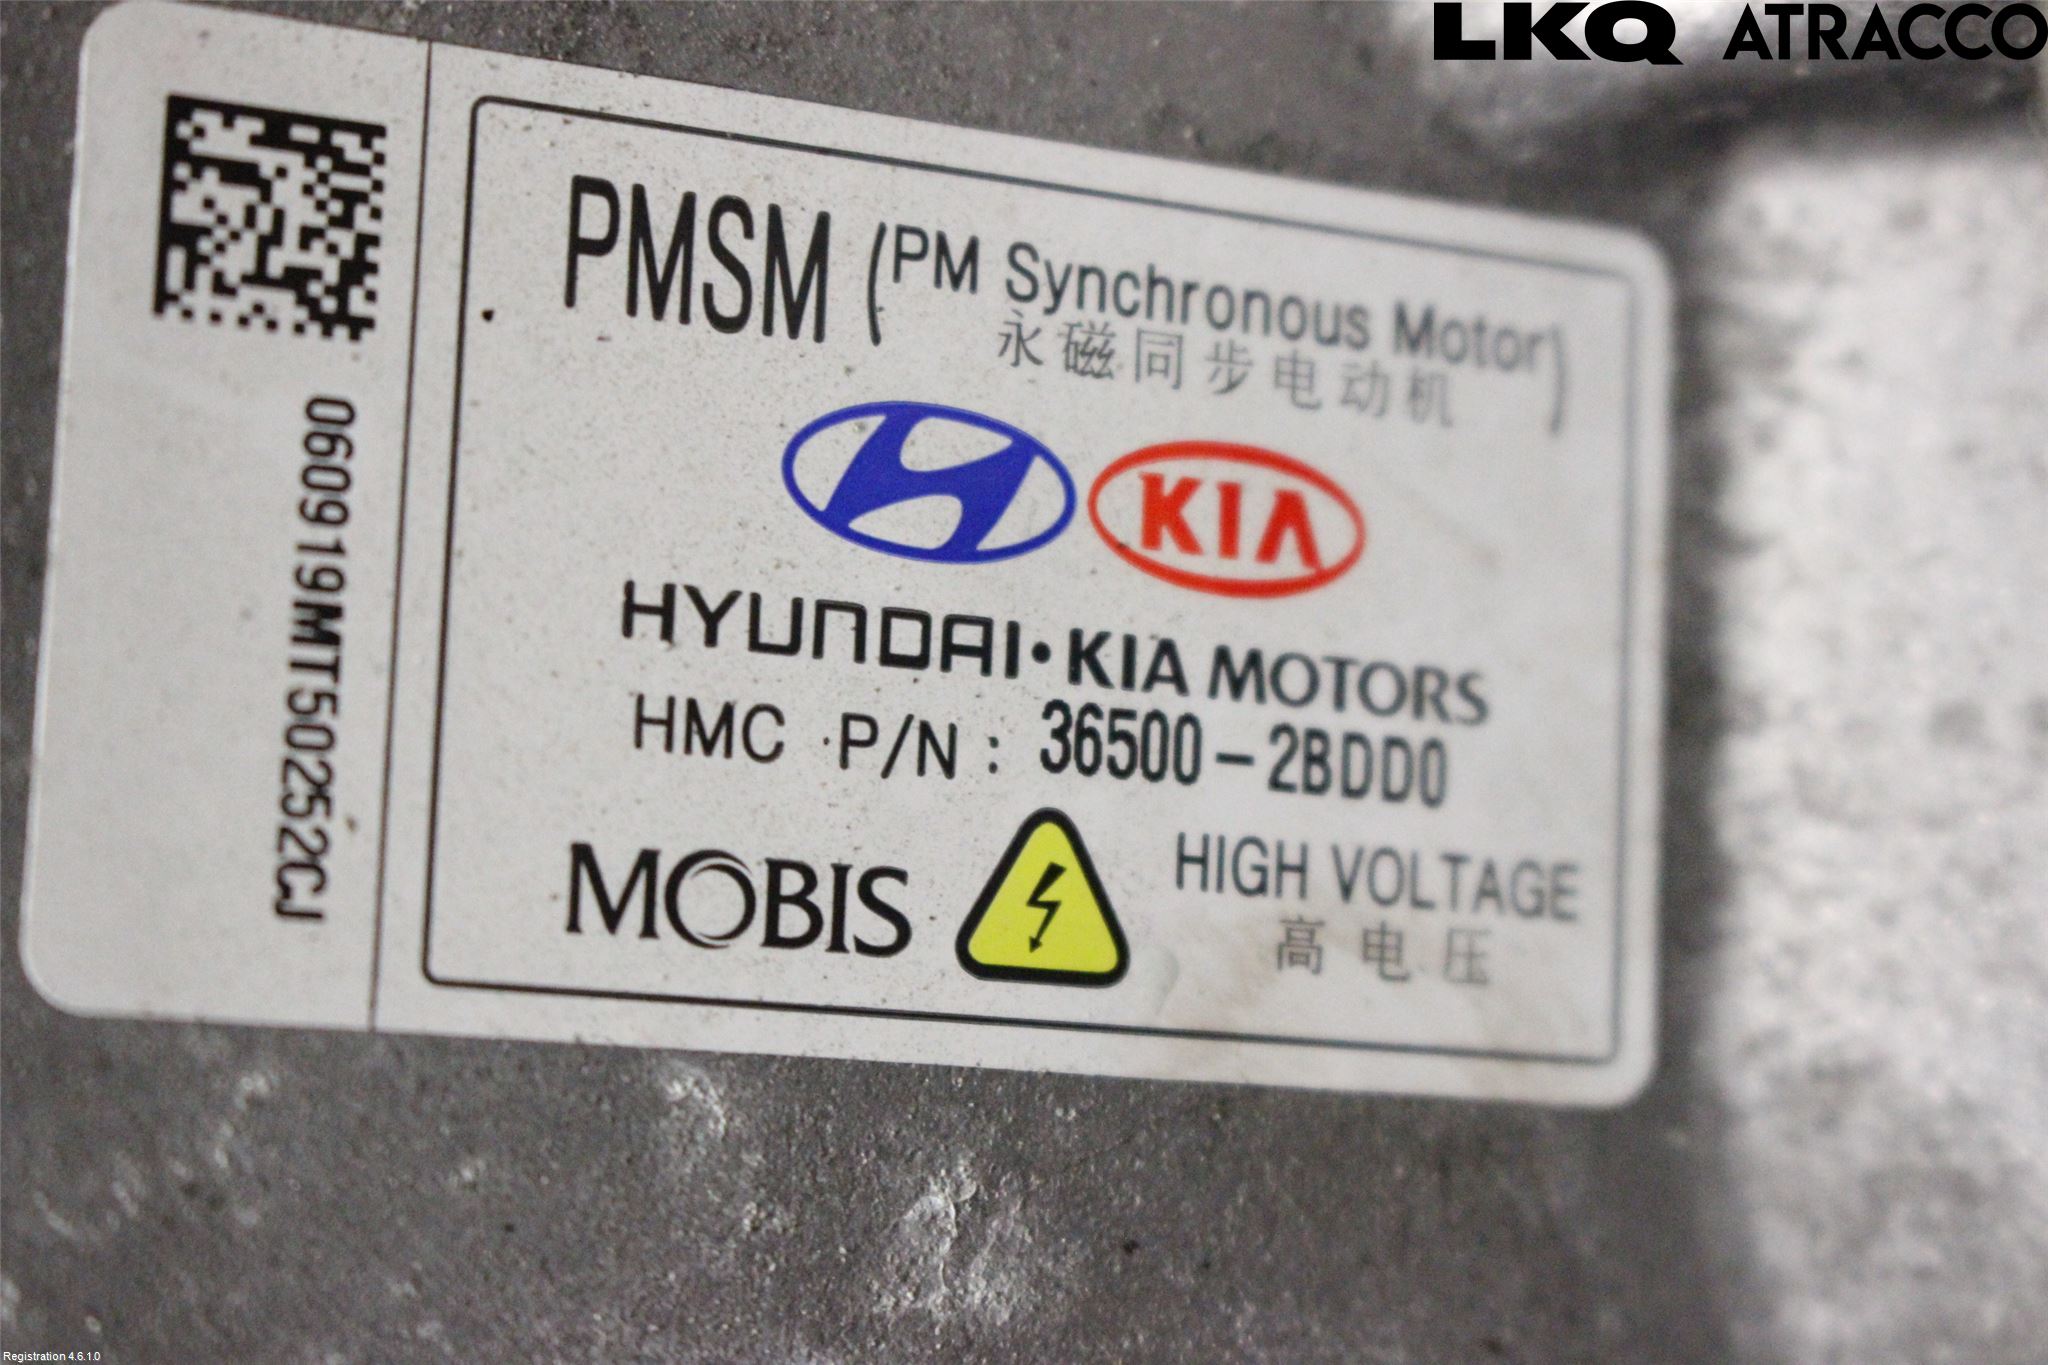 LKQ ATRACCO
PMSM (PM Synchronous Motor)
永磁同步电动机
KIA
HYUNDAI·KIA MOTORS
HMC P/N : 36500-2BDD0
MOBIS
HIGH VOLTAGE
高电压
060919MT50252CJ
Registration 4.6.1.0